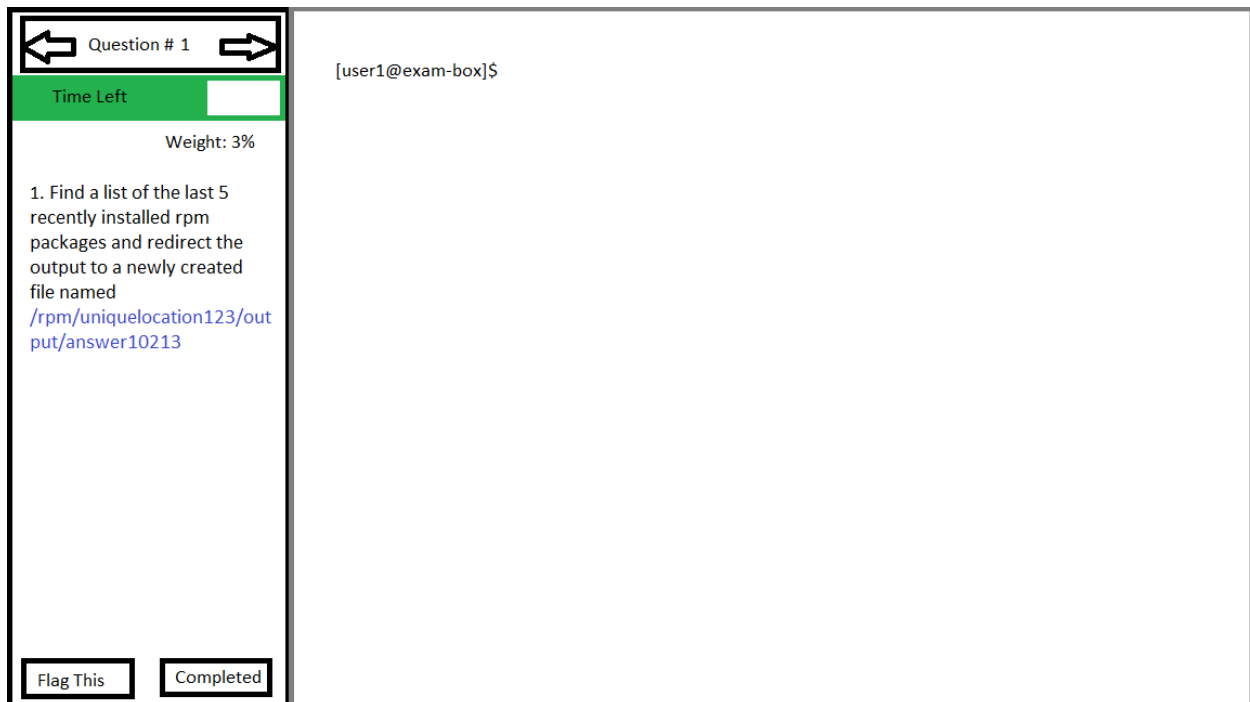 Question # 1
Time Left
Weight: 3%
1. Find a list of the last 5
recently installed rpm
packages and redirect the
output to a newly created
file named
/rpm/uniquelocation123/out
put/answer10213
Flag This
Completed
[user1@exam-box]$